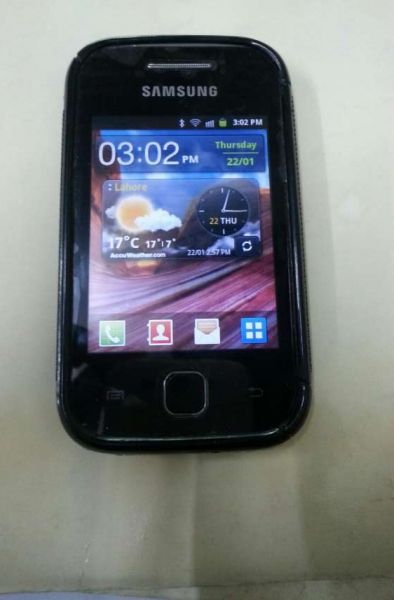 SAMSUNG
3:02 PM
03:02 PM
Thursday
22/01
Lahore
22 THU
17°C 17° 7°
AccuWeather.com
22/01 2:57 PM